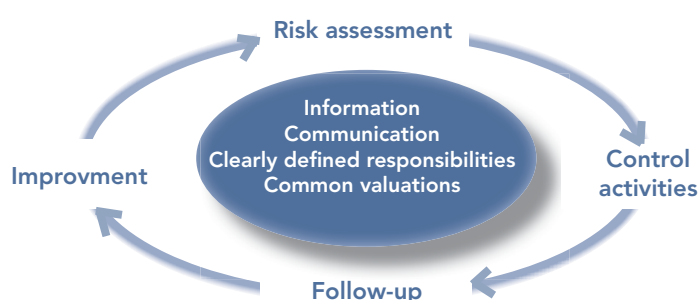 Risk assessment
Information
Communication
Clearly defined responsibilities
Common valuations
Improvment
Control
activities
Follow-up